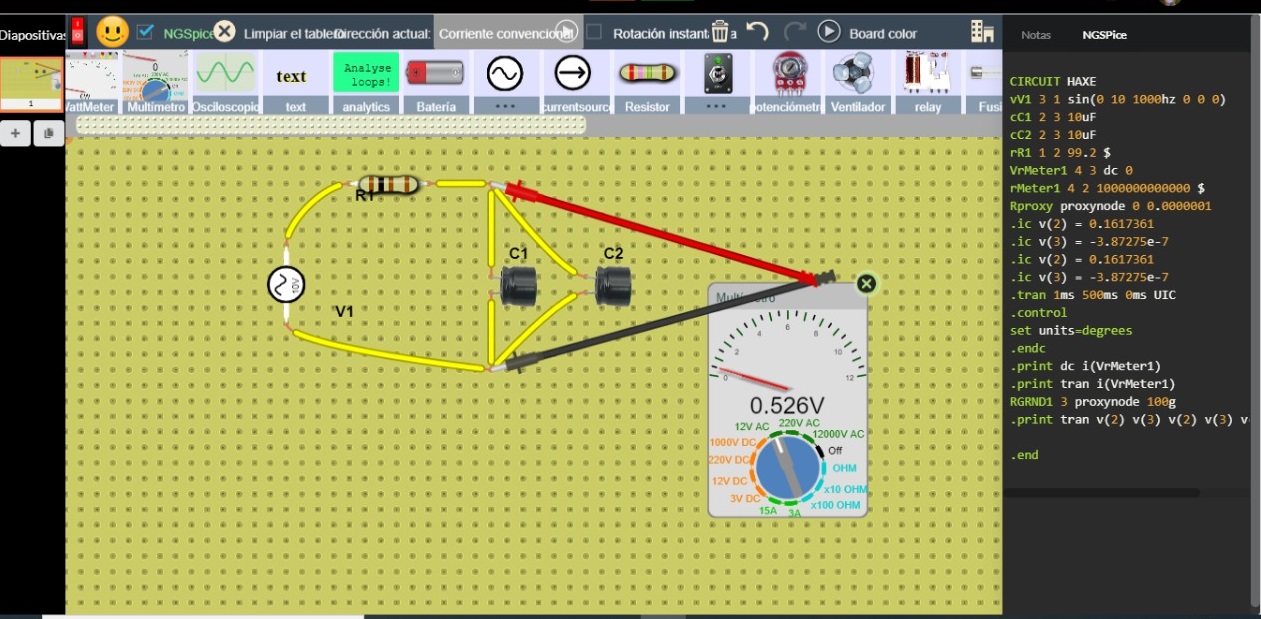 Diapositivas
NGSpice
Limpiar el tablero
Dirección actual:
Corriente convencional
Rotación instantánea
Board color
Notas
NGSPice
WattMeter
Multímetro
Osciloscopio
text
text
Analyse
loops!
analytics
Batería
...
currentsource
Resistor
...
potenciómetro
Ventilador
relay
Fusi
1
+
R1
10V
V1
C1
C2
Multímetro
0
2
4
6
8
10
12
0.526V
12V AC
220V AC
12000V AC
1000V DC
Off
220V DC
OHM
12V DC
x10 OHM
3V DC
x100 OHM
15A
3A
CIRCUIT HAXE
vV1 3 1 sin(0 10 1000hz 0 0 0)
cC1 2 3 10uF
cC2 2 3 10uF
rR1 1 2 99.2 $
VrMeter1 4 3 dc 0
rMeter1 4 2 1000000000000 $
Rproxy proxynode 0 0.0000001
.ic v(2) = 0.1617361
.ic v(3) = -3.87275e-7
.ic v(2) = 0.1617361
.ic v(3) = -3.87275e-7
.tran 1ms 500ms 0ms UIC
.control
set units=degrees
.endc
.print dc i(VrMeter1)
.print tran i(VrMeter1)
RGRND1 3 proxynode 100g
.print tran v(2) v(3) v(2) v(3) v
.end